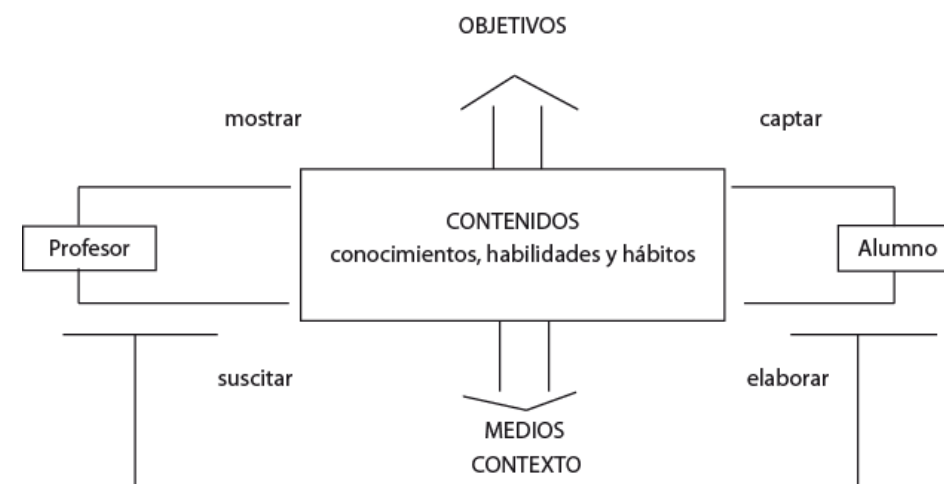 OBJETIVOS
mostrar
captar
CONTENIDOS
conocimientos, habilidades y hábitos
Profesor
Alumno
suscitar
elaborar
MEDIOS
CONTEXTO